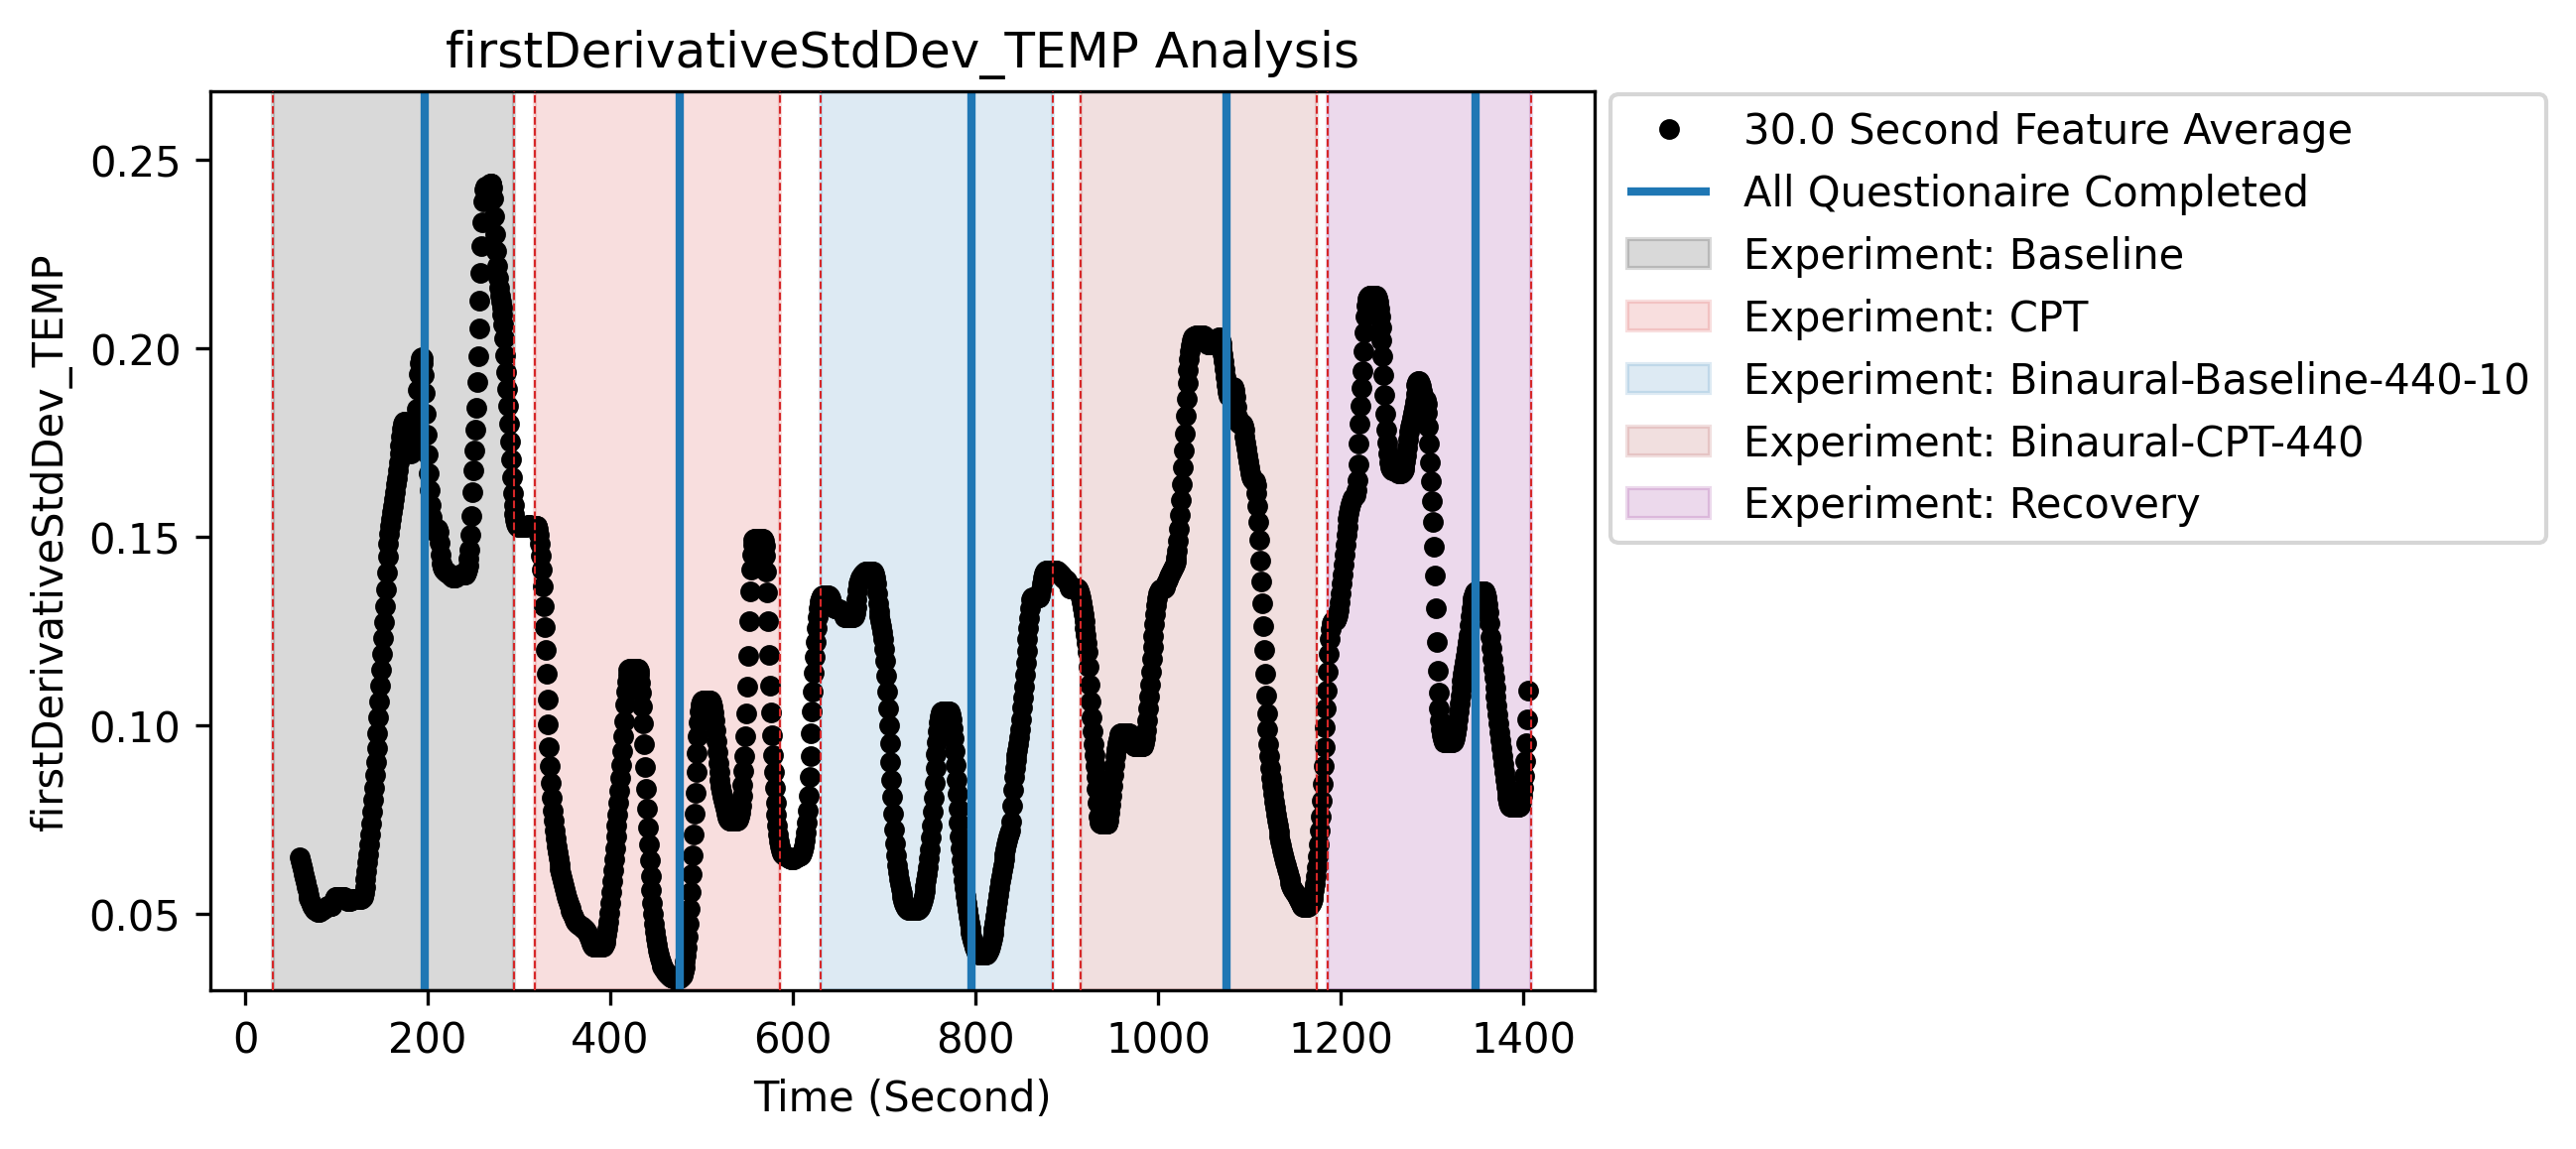 firstDerivativeStdDev_TEMP Analysis
firstDerivativeStdDev_TEMP
0.25
0.20
0.15
0.10
0.05
0 200 400 600 800 1000 1200 1400
Time (Second)
30.0 Second Feature Average
All Questionaire Completed
Experiment: Baseline
Experiment: CPT
Experiment: Binaural-Baseline-440-10
Experiment: Binaural-CPT-440
Experiment: Recovery